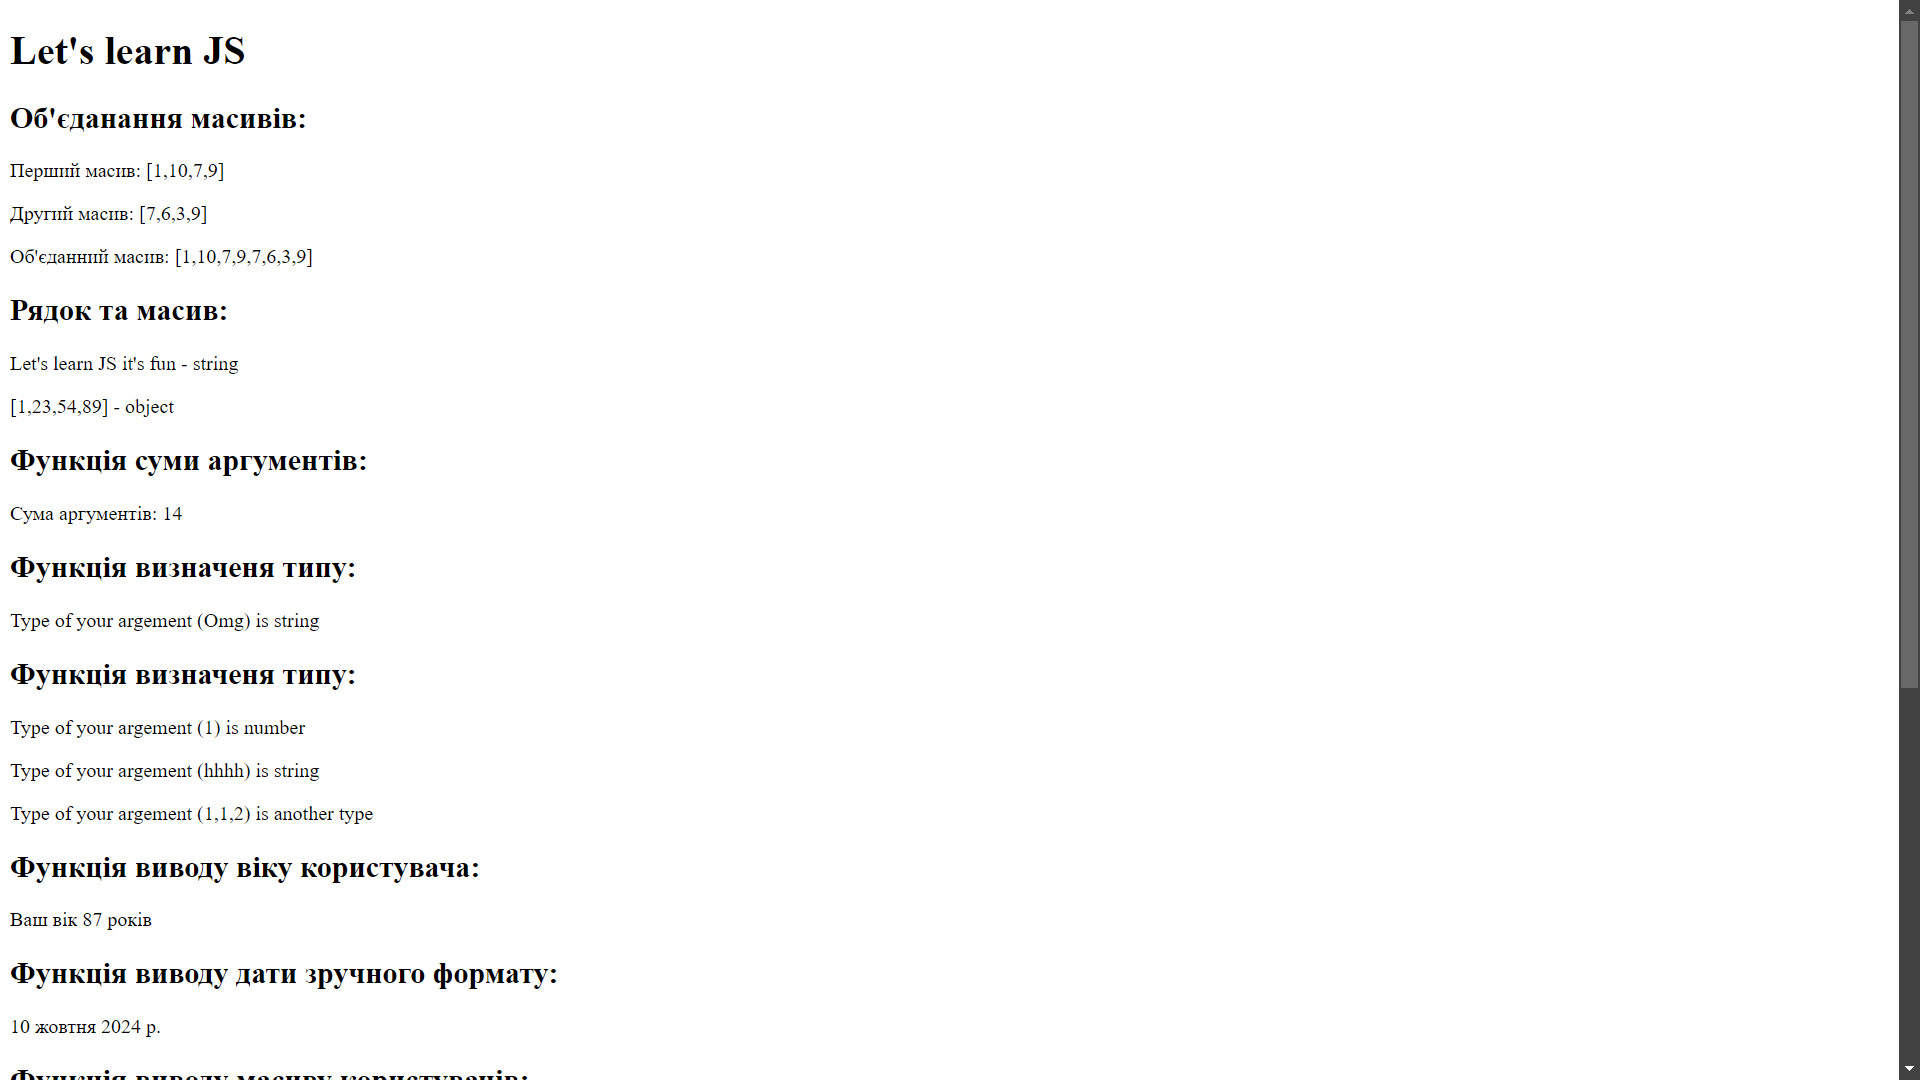 Let's learn JS
Об'єданання масивів:
Перший масив: [1,10,7,9]
Другий масив: [7,6,3,9]
Об'єданний масив: [1,10,7,9,7,6,3,9]
Рядок та масив:
Let's learn JS it's fun - string
[1,23,54,89] - object
Функція суми аргументів:
Сума аргументів: 14
Функція визначеня типу:
Type of your argement (Omg) is string
Функція визначеня типу:
Type of your argement (1) is number
Type of your argement (hhhh) is string
Type of your argement (1,1,2) is another type
Функція виводу віку користувача:
Ваш вік 87 років
Функція виводу дати зручного формату:
10 жовтня 2024 р.
Функція виводу масиву користувачів: